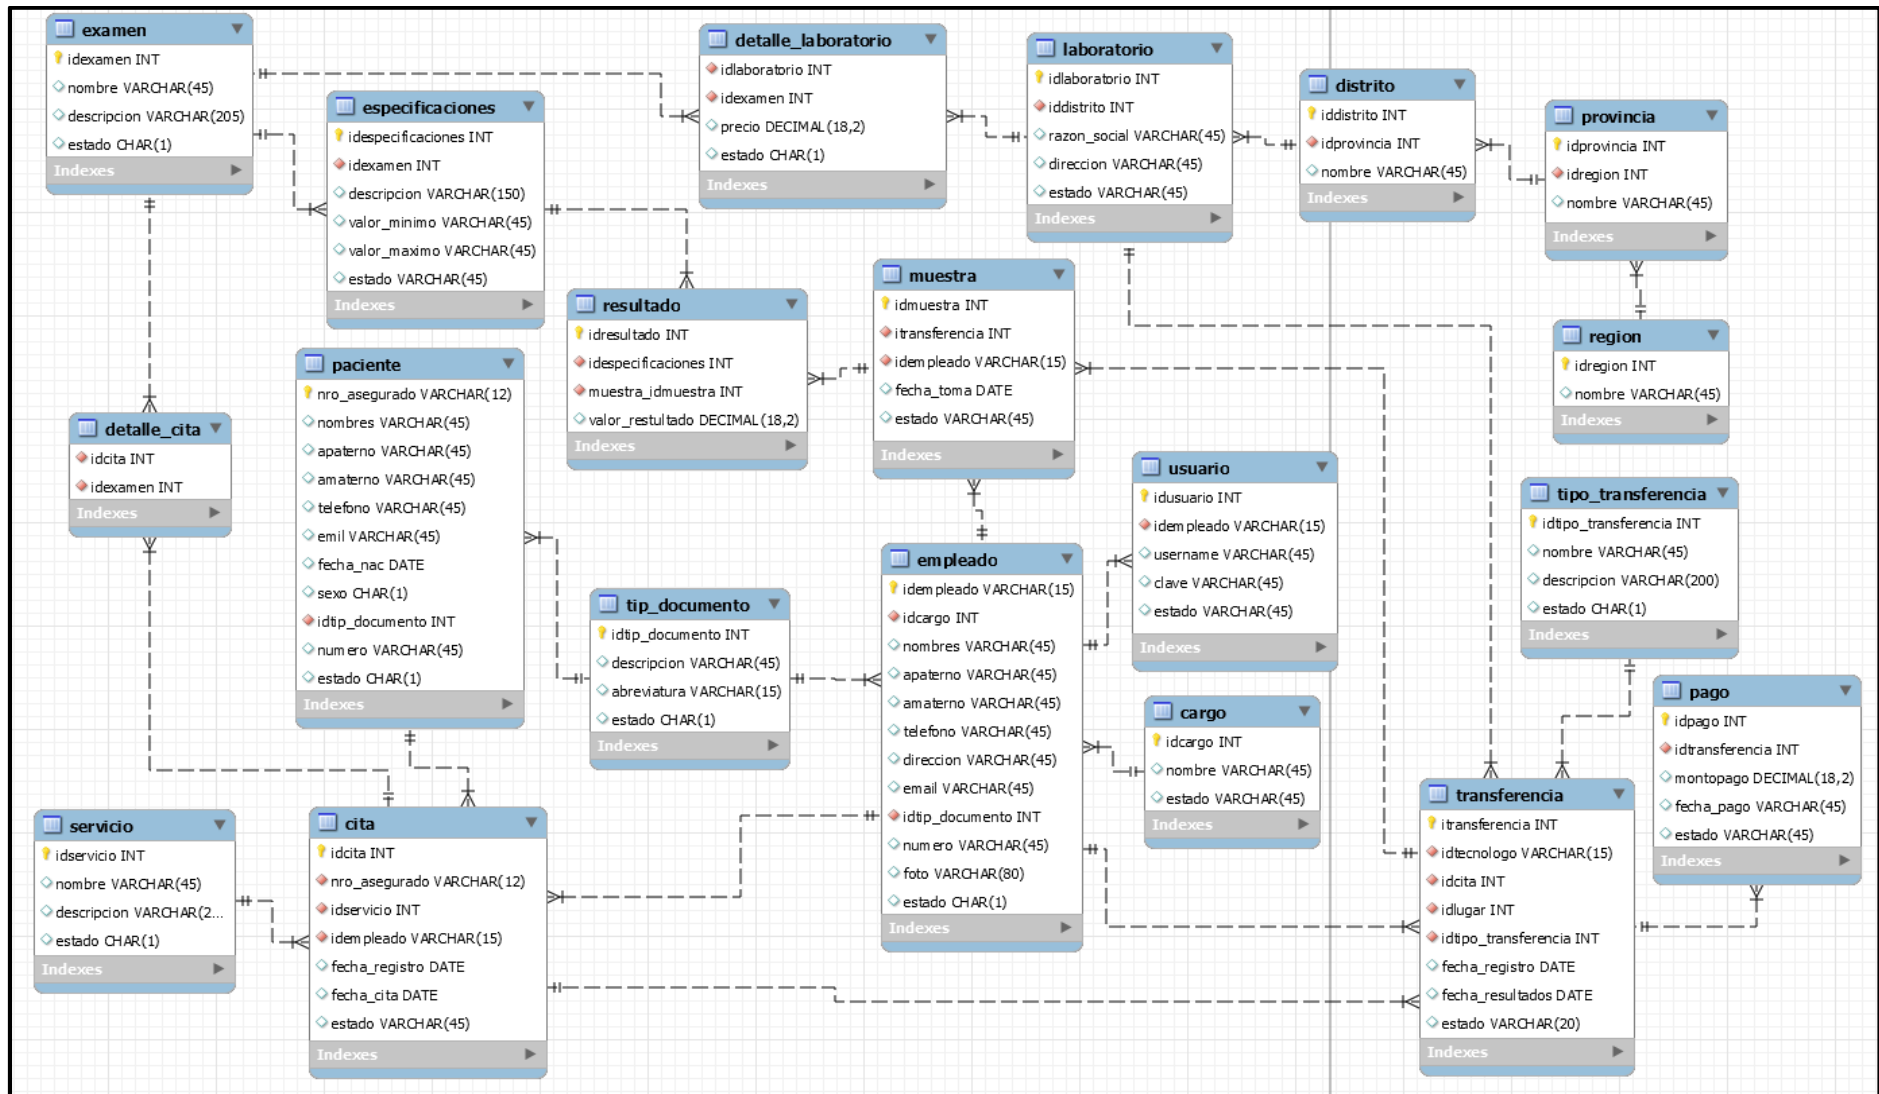 examen
idexamen INT
nombre VARCHAR(45)
descripcion VARCHAR(205)
estado CHAR(1)
Indexes
especificaciones
idespecificaciones INT
idexamen INT
descripcion VARCHAR(150)
valor_minimo VARCHAR(45)
valor_maximo VARCHAR(45)
estado VARCHAR(45)
Indexes
detalle_laboratorio
idlaboratorio INT
idexamen INT
precio DECIMAL(18,2)
estado CHAR(1)
Indexes
laboratorio
idlaboratorio INT
iddistrito INT
razon_social VARCHAR(45)
direccion VARCHAR(45)
estado VARCHAR(45)
Indexes
distrito
iddistrito INT
idprovincia INT
nombre VARCHAR(45)
Indexes
provincia
idprovincia INT
idregion INT
nombre VARCHAR(45)
Indexes
region
idregion INT
nombre VARCHAR(45)
Indexes
resultado
idresultado INT
idespecificaciones INT
muestra_idmuestra INT
valor_restultado DECIMAL(18,2)
Indexes
muestra
idmuestra INT
itransferencia INT
idempleado VARCHAR(15)
fecha_toma DATE
estado VARCHAR(45)
Indexes
paciente
nro_asegurado VARCHAR(12)
nombres VARCHAR(45)
apaterno VARCHAR(45)
amaterno VARCHAR(45)
telefono VARCHAR(45)
emil VARCHAR(45)
fecha_nac DATE
sexo CHAR(1)
idtip_documento INT
numero VARCHAR(45)
estado CHAR(1)
Indexes
detalle_cita
idcita INT
idexamen INT
Indexes
tip_documento
idtip_documento INT
descripcion VARCHAR(45)
abreviatura VARCHAR(15)
estado CHAR(1)
Indexes
empleado
idempleado VARCHAR(15)
idcargo INT
nombres VARCHAR(45)
apaterno VARCHAR(45)
amaterno VARCHAR(45)
telefono VARCHAR(45)
direccion VARCHAR(45)
email VARCHAR(45)
idtip_documento INT
numero VARCHAR(45)
foto VARCHAR(80)
estado CHAR(1)
Indexes
usuario
idusuario INT
idempleado VARCHAR(15)
username VARCHAR(45)
clave VARCHAR(45)
estado VARCHAR(45)
Indexes
cargo
idcargo INT
nombre VARCHAR(45)
estado VARCHAR(45)
Indexes
tipo_transferencia
idtipo_transferencia INT
nombre VARCHAR(45)
descripcion VARCHAR(200)
estado CHAR(1)
Indexes
pago
idpago INT
idtransferencia INT
montopago DECIMAL(18,2)
fecha_pago VARCHAR(45)
estado VARCHAR(45)
Indexes
servicio
idservicio INT
nombre VARCHAR(45)
descripcion VARCHAR(2...
estado CHAR(1)
Indexes
cita
idcita INT
nro_asegurado VARCHAR(12)
idservicio INT
idempleado VARCHAR(15)
fecha_registro DATE
fecha_cita DATE
estado VARCHAR(45)
Indexes
transferencia
itransferencia INT
idtecnologo VARCHAR(15)
idcita INT
idlugar INT
idtipo_transferencia INT
fecha_registro DATE
fecha_resultados DATE
estado VARCHAR(20)
Indexes